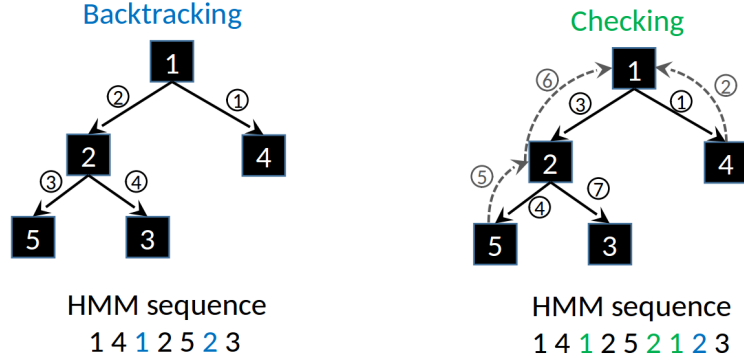 Backtracking
1
② ①
2 4
③ ④
5 3
HMM sequence
1 4 1 2 5 2 3
Checking
1
⑥ ③ ① ②
2 4
⑤ ④ ⑦
5 3
HMM sequence
1 4 1 2 5 2 1 2 3